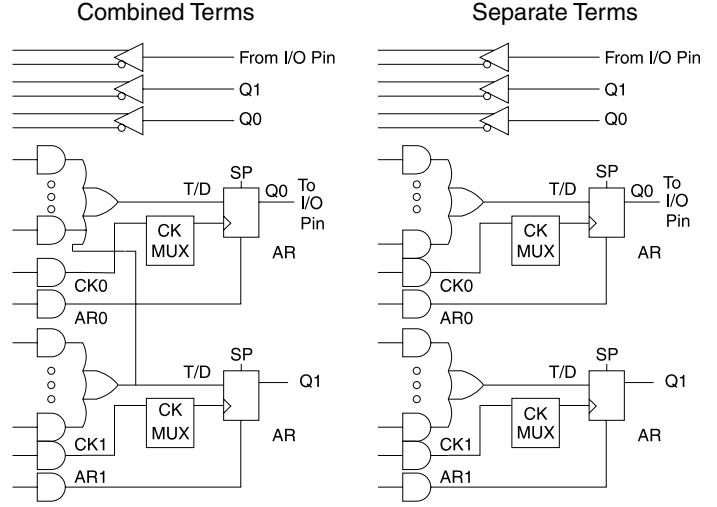 Combined Terms
From I/O Pin
Q1
Q0
SP
T/D
Q0
To
I/O
Pin
CK
MUX
AR
CK0
AR0
SP
T/D
Q1
CK
MUX
AR
CK1
AR1
Separate Terms
From I/O Pin
Q1
Q0
SP
T/D
Q0
To
I/O
Pin
CK
MUX
AR
CK0
AR0
SP
T/D
Q1
CK
MUX
AR
CK1
AR1